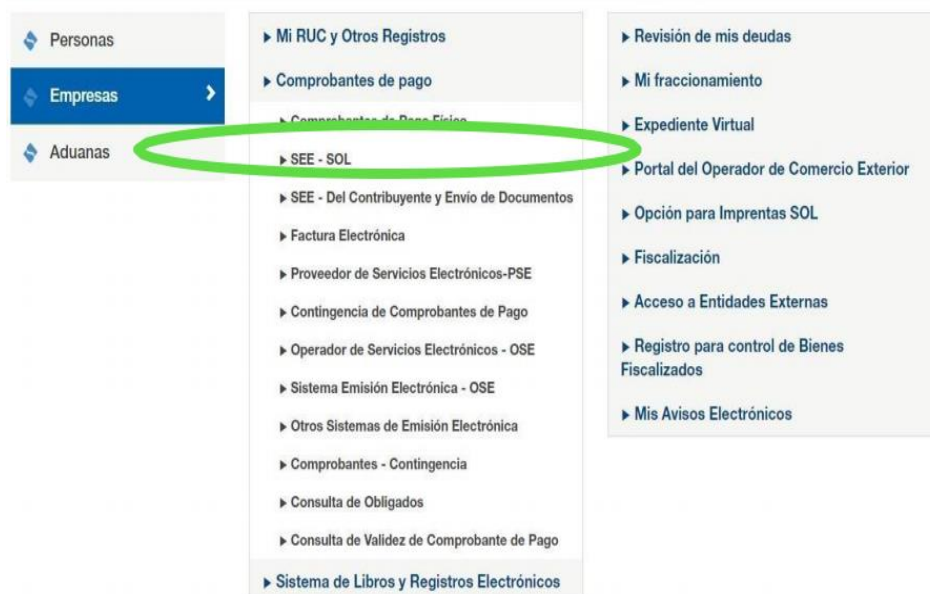 Personas
Empresas
Aduanas
Mi RUC y Otros Registros
Comprobantes de pago
Comprobantes de Pago Físico
SEE - SOL
SEE - Del Contribuyente y Envío de Documentos
Factura Electrónica
Proveedor de Servicios Electrónicos-PSE
Contingencia de Comprobantes de Pago
Operador de Servicios Electrónicos - OSE
Sistema Emisión Electrónica - OSE
Otros Sistemas de Emisión Electrónica
Comprobantes - Contingencia
Consulta de Obligados
Consulta de Validez de Comprobante de Pago
Sistema de Libros y Registros Electrónicos
Revisión de mis deudas
Mi fraccionamiento
Expediente Virtual
Portal del Operador de Comercio Exterior
Opción para Imprentas SOL
Fiscalización
Acceso a Entidades Externas
Registro para control de Bienes
Fiscalizados
Mis Avisos Electrónicos